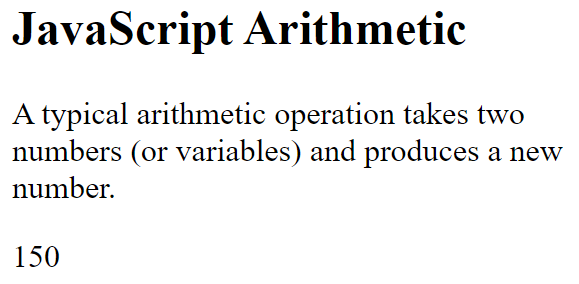 JavaScript Arithmetic
A typical arithmetic operation takes two
numbers (or variables) and produces a new
number.
150